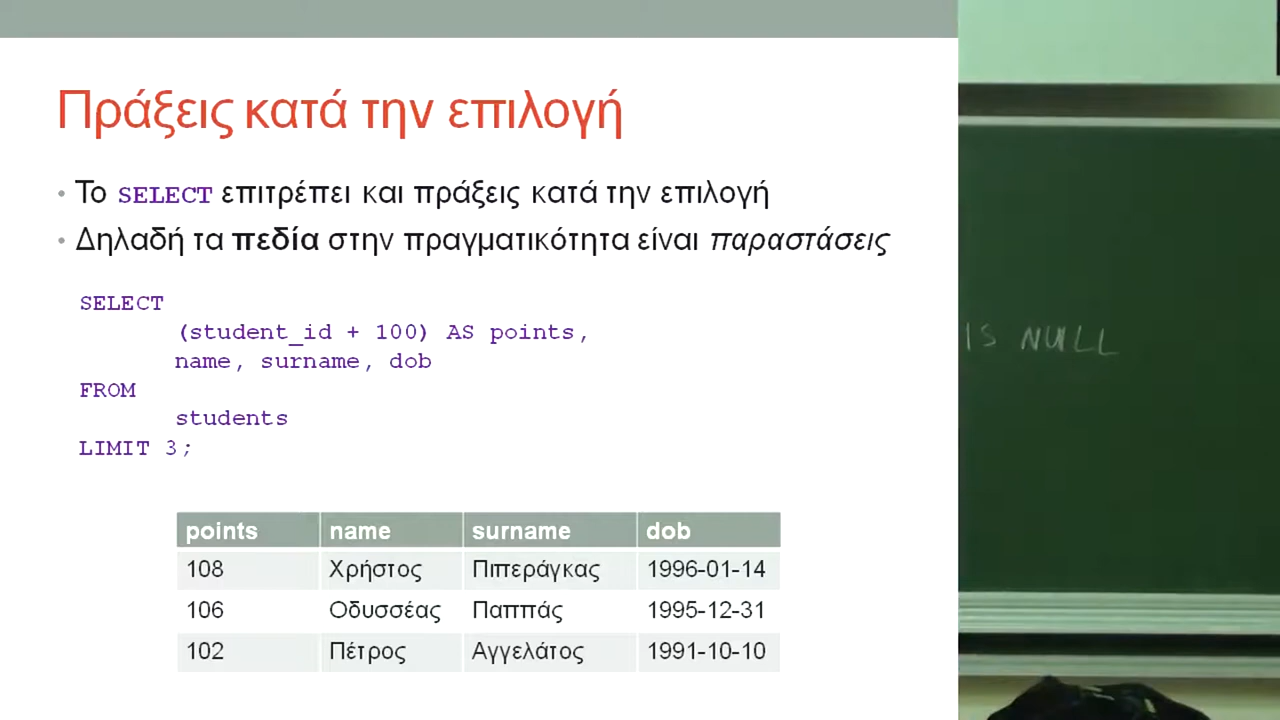 Πράξεις κατά την επιλογή
• Το SELECT επιτρέπει και πράξεις κατά την επιλογή
• Δηλαδή τα πεδία στην πραγματικότητα είναι παραστάσεις
SELECT
(student_id + 100) AS points,
name, surname, dob
FROM
students
LIMIT 3;
points name surname dob
108 Χρήστος Πιπεράγκας 1996-01-14
106 Οδυσσέας Παππάς 1995-12-31
102 Πέτρος Αγγελάτος 1991-10-10
IS NULL